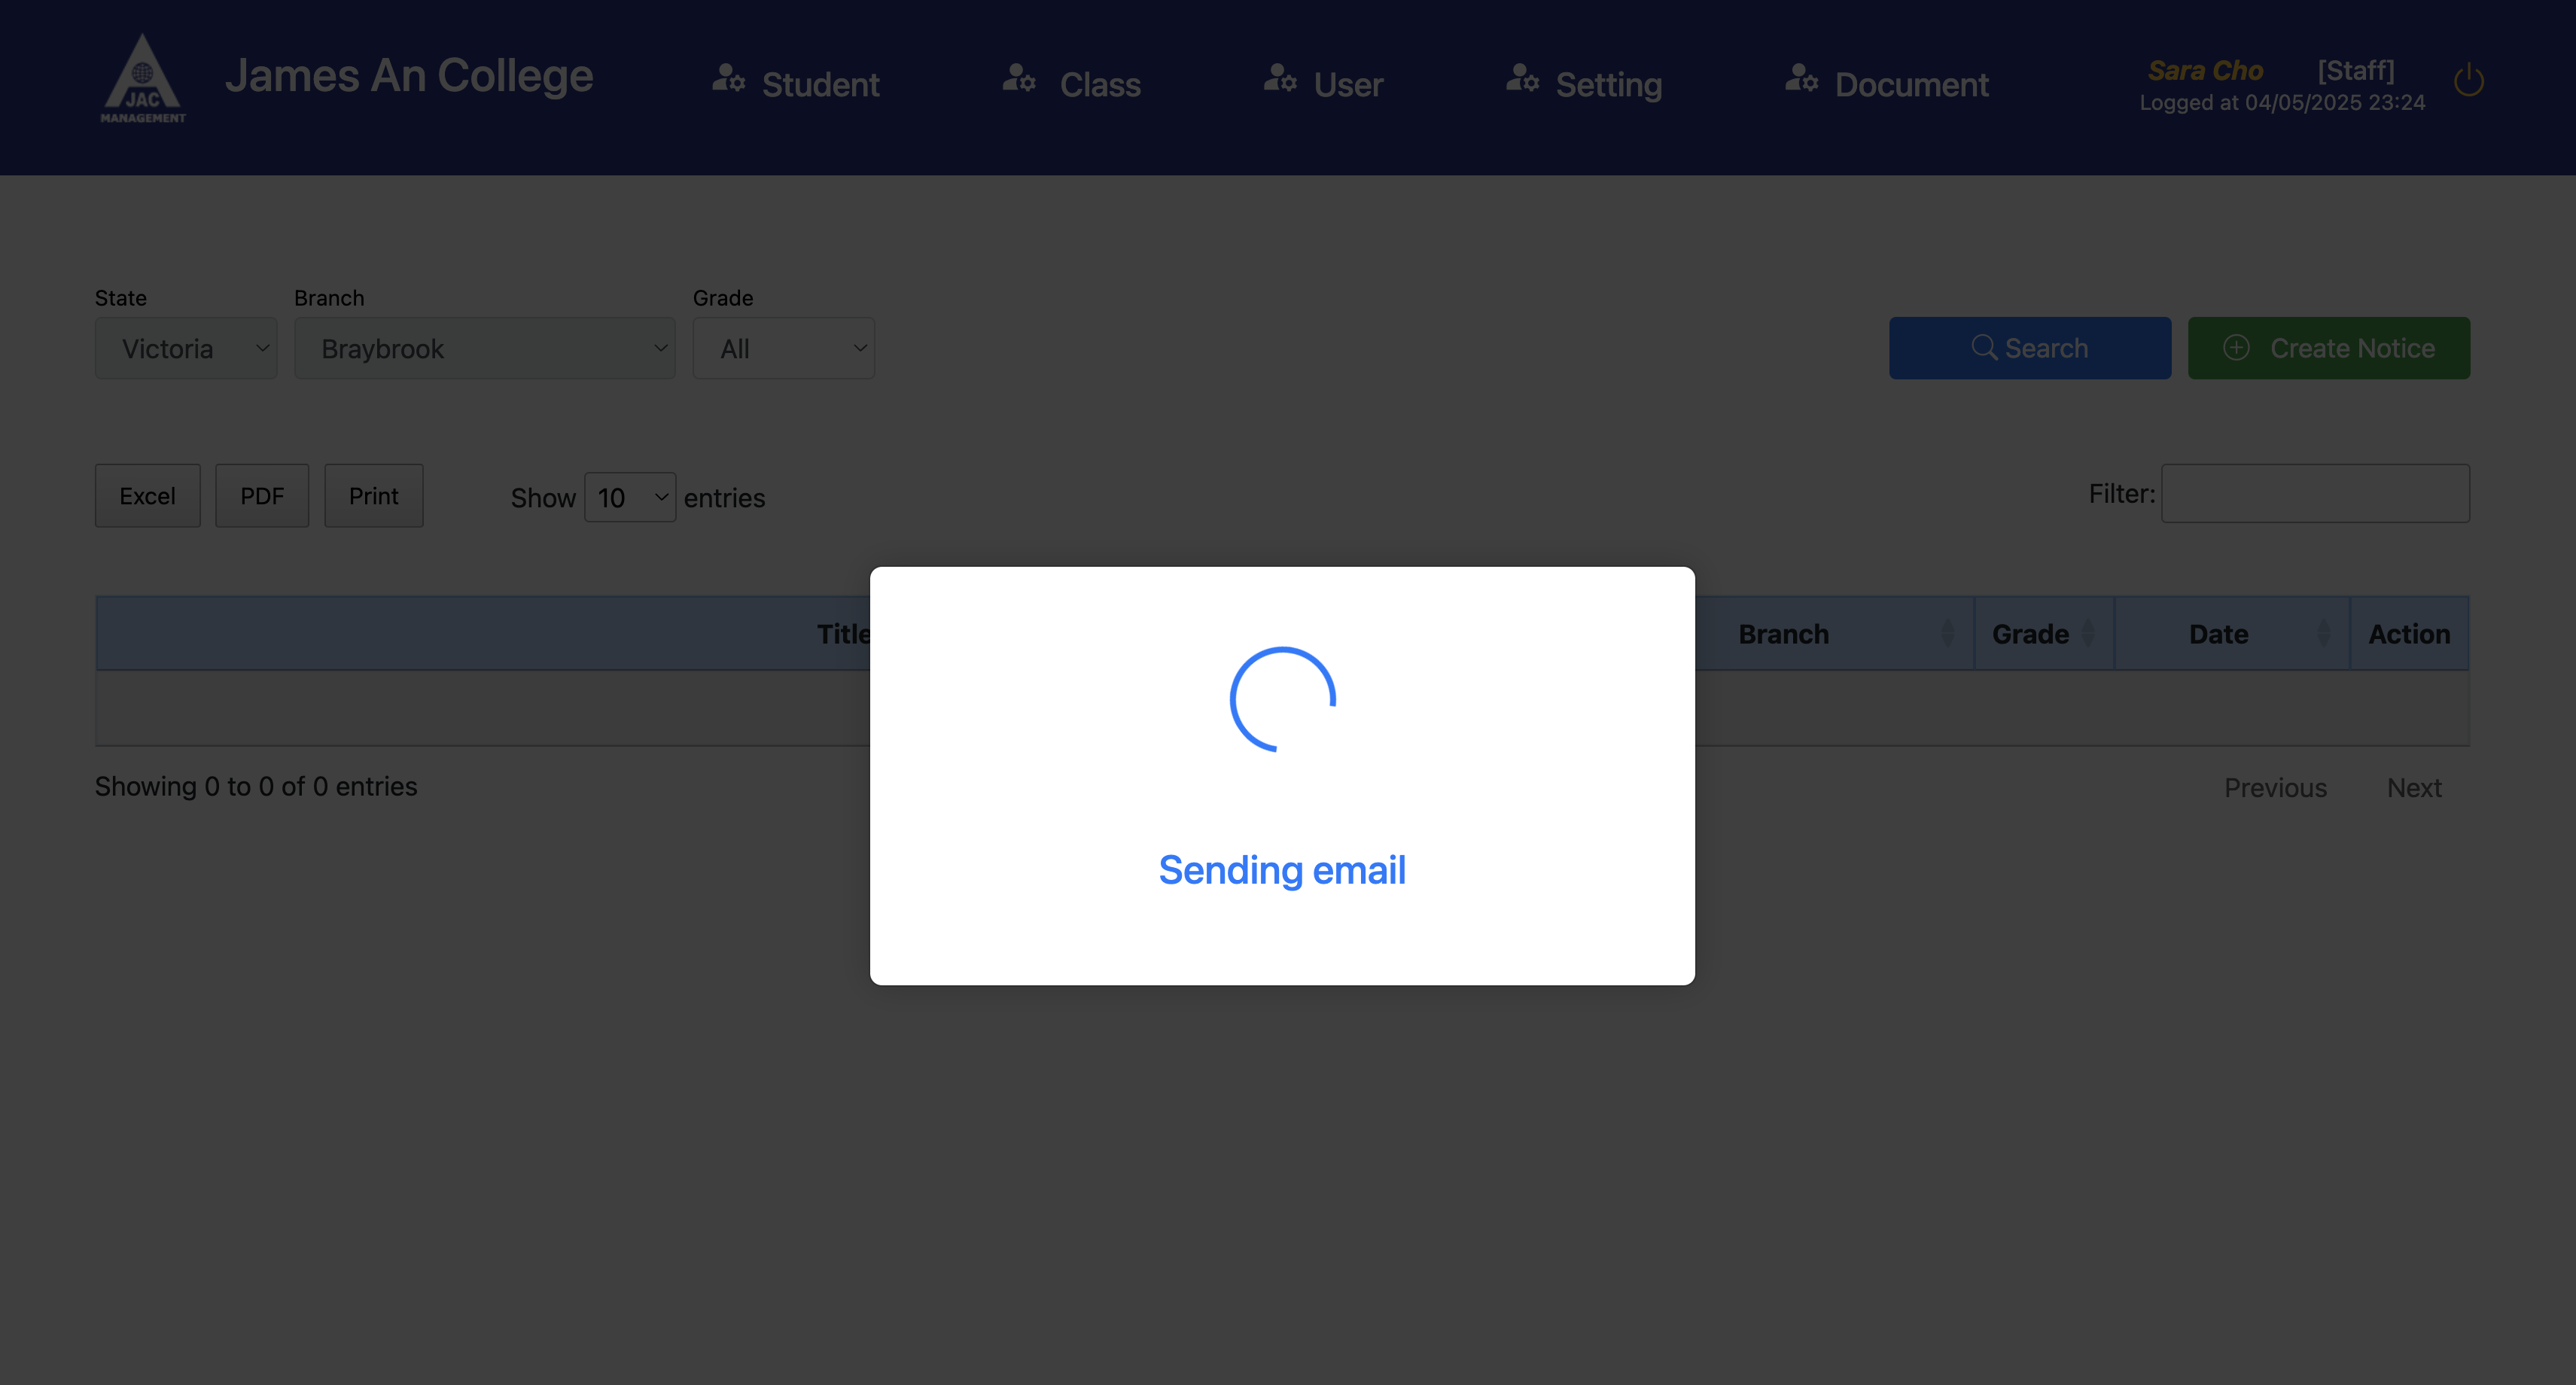 JAC
MANAGEMENT
James An College
Student
Class
User
Setting
Document
Sara Cho [Staff]
Logged at 04/05/2025 23:24
State
Branch
Grade
Victoria
Braybrook
All
Search
Create Notice
Excel
PDF
Print
Show 10 entries
Filter:
Title
Branch
Grade
Date
Action
Sending email
Showing 0 to 0 of 0 entries
Previous
Next